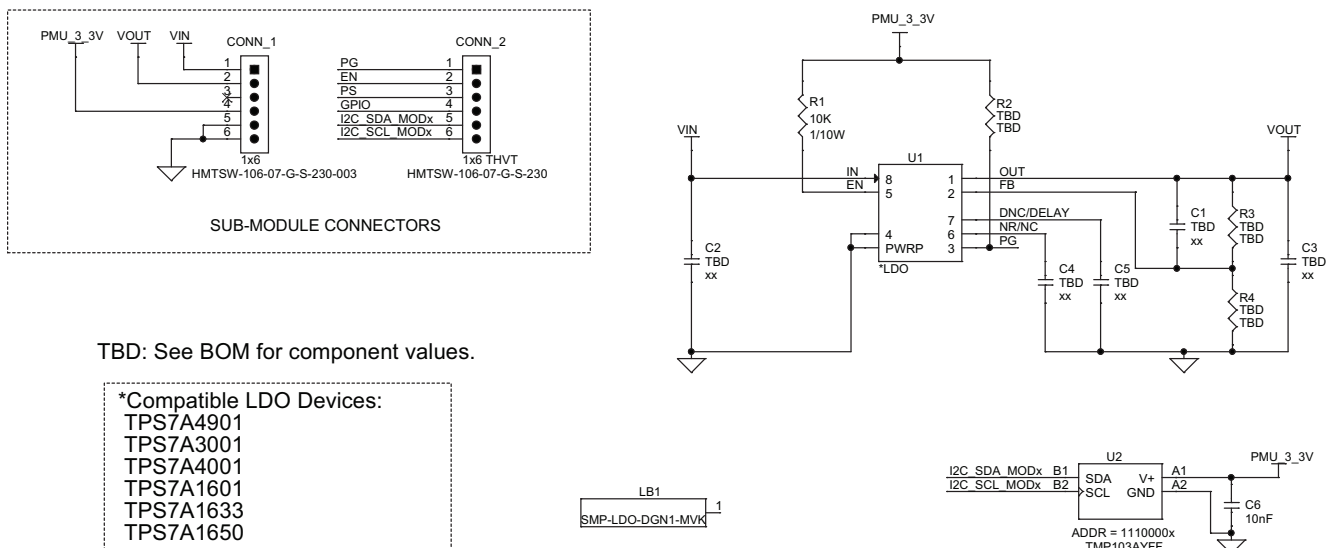 PMU_3_3V VOUT VIN
CONN_1
1
2
3
4
5
6
1x6
HMTSW-106-07-G-S-230-003
CONN_2
PG 1
EN 2
PS 3
GPIO 4
I2C_SDA_MODx 5
I2C_SCL_MODx 6
1x6 THVT
HMTSW-106-07-G-S-230
SUB-MODULE CONNECTORS
PMU_3_3V
R1
10K
1/10W
R2
TBD
TBD
VIN
VOUT
U1
IN 8
EN 5
4
PWRP
1 OUT
2 FB
7 DNC/DELAY
6 NR/NC
3 PG
*LDO
C2
TBD
xx
C4
TBD
xx
C5
TBD
xx
C1
TBD
xx
R3
TBD
TBD
R4
TBD
TBD
C3
TBD
xx
TBD: See BOM for component values.
*Compatible LDO Devices:
TPS7A4901
TPS7A3001
TPS7A4001
TPS7A1601
TPS7A1633
TPS7A1650
LB1
SMP-LDO-DGN1-MVK
1
U2
I2C_SDA_MODx B1 SDA
I2C_SCL_MODx B2 SCL
V+ A1
GND A2
PMU_3_3V
C6
10nF
ADDR = 1110000x
TMP103AYFF